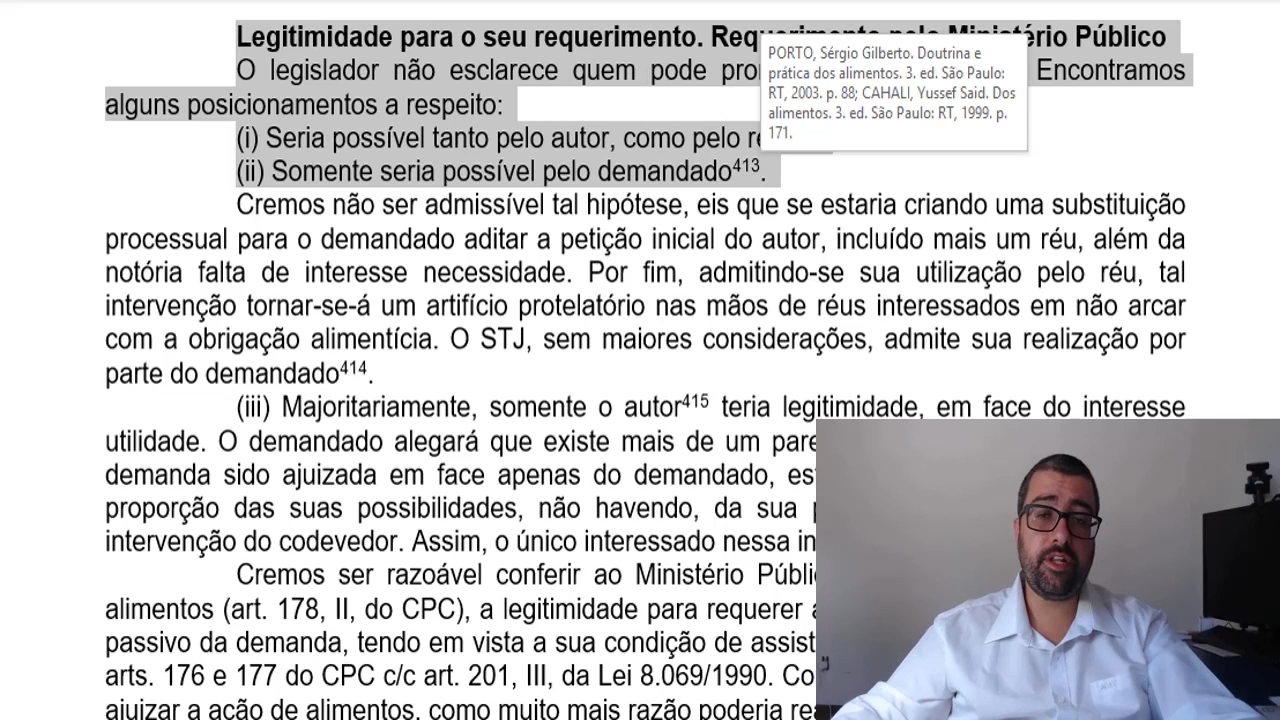 Legitimidade para o seu requerimento. Requerimento pelo Ministério Público
O legislador não esclarece quem pode Encontramos
alguns posicionamentos a respeito:
(i) Seria possível tanto pelo autor, como pelo
(ii) Somente seria possível pelo demandado413.
PORTO, Sérgio Gilberto. Doutrina e
prática dos alimentos. 3. ed. São Paulo:
RT, 2003. p. 88; CAHALI, Yussef Said. Dos
alimentos. 3. ed. São Paulo: RT, 1999. p.
171.
Cremos não ser admissível tal hipótese, eis que se estaria criando uma substituição
processual para o demandado aditar a petição inicial do autor, incluído mais um réu, além da
notória falta de interesse necessidade. Por fim, admitindo-se sua utilização pelo réu, tal
intervenção tornar-se-á um artifício protelatório nas mãos de réus interessados em não arcar
com a obrigação alimentícia. O STJ, sem maiores considerações, admite sua realização por
parte do demandado414.
(iii) Majoritariamente, somente o autor415 teria legitimidade, em face do interesse
utilidade. O demandado alegará que existe mais de um
demanda sido ajuizada em face apenas do demandado,
proporção das suas possibilidades, não havendo, da sua
intervenção do codevedor. Assim, o único interessado nessa
Cremos ser razoável conferir ao Ministério
alimentos (art. 178, II, do CPC), a legitimidade para requerer
passivo da demanda, tendo em vista a sua condição de
arts. 176 e 177 do CPC c/c art. 201, III, da Lei 8.069/1990.
ajuizar a ação de alimentos, como muito mais razão poderia